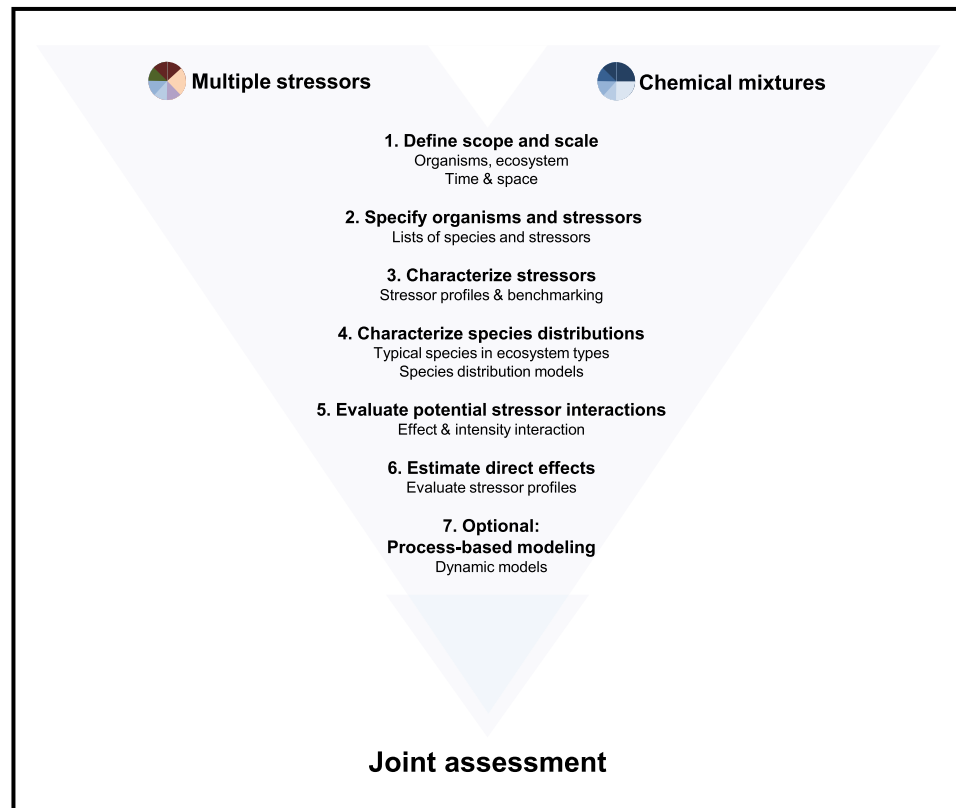 Multiple stressors
Chemical mixtures
1. Define scope and scale
Organisms, ecosystem
Time & space
2. Specify organisms and stressors
Lists of species and stressors
3. Characterize stressors
Stressor profiles & benchmarking
4. Characterize species distributions
Typical species in ecosystem types
Species distribution models
5. Evaluate potential stressor interactions
Effect & intensity interaction
6. Estimate direct effects
Evaluate stressor profiles
7. Optional:
Process-based modeling
Dynamic models
Joint assessment